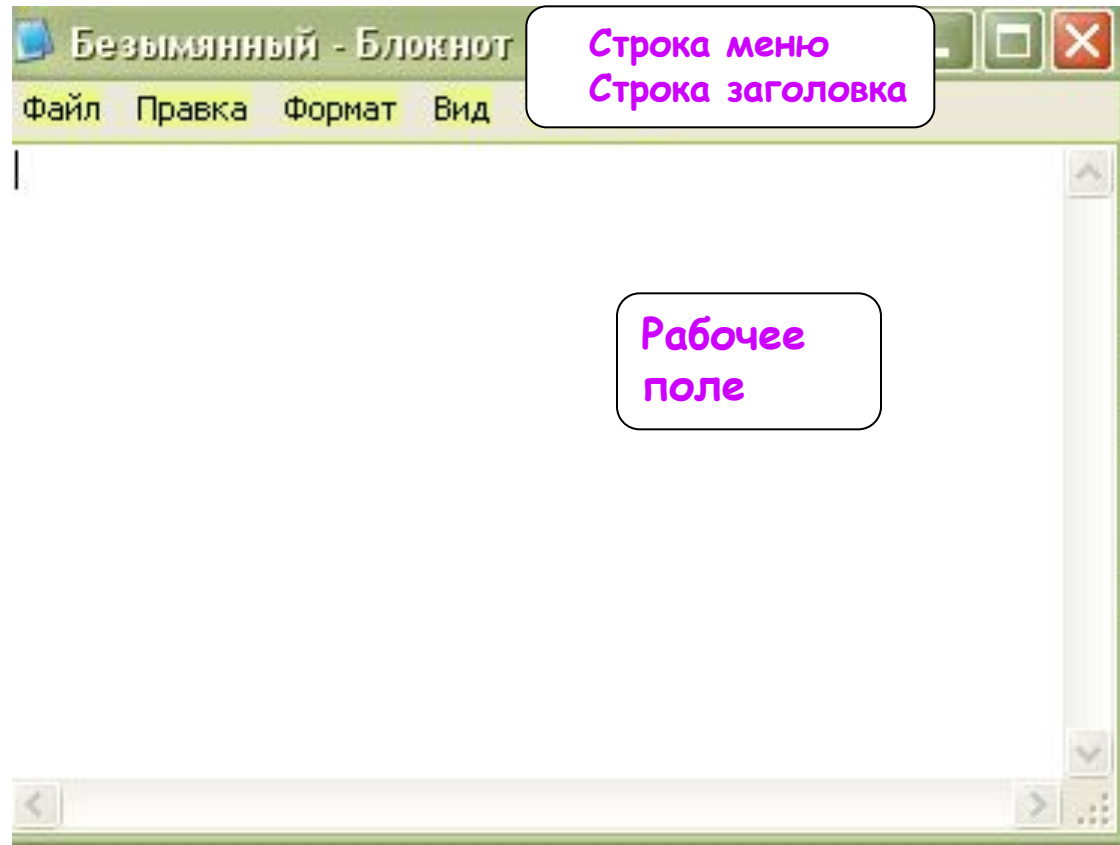 Безымянный - Блокнот
Строка меню
Строка заголовка
Файл Правка Формат Вид
Рабочее
поле